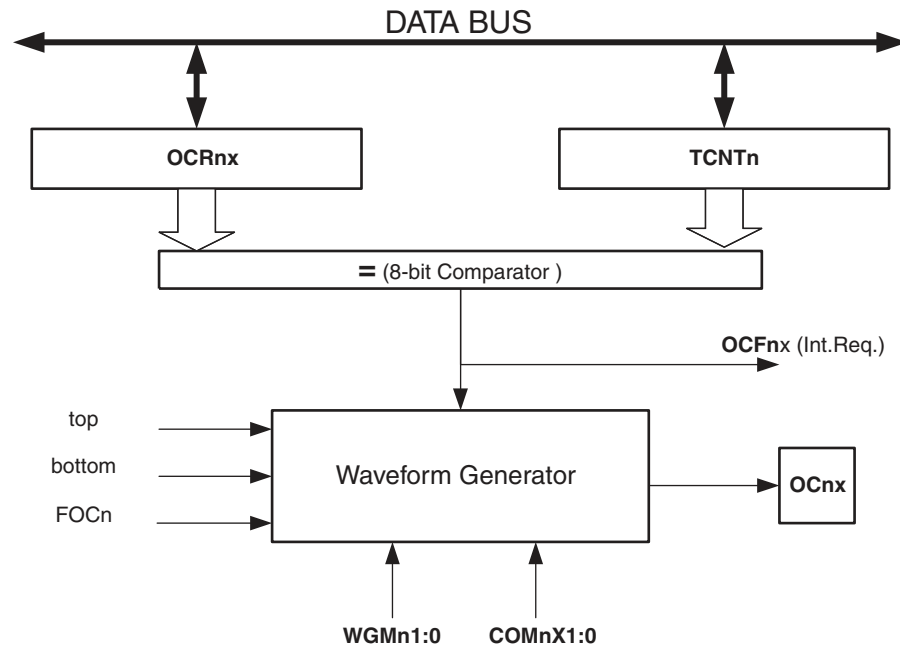 DATA BUS
OCRnx
TCNTn
= (8-bit Comparator )
OCFnx (Int.Req.)
top
bottom
FOCn
Waveform Generator
OCnx
WGMn1:0
COMnX1:0